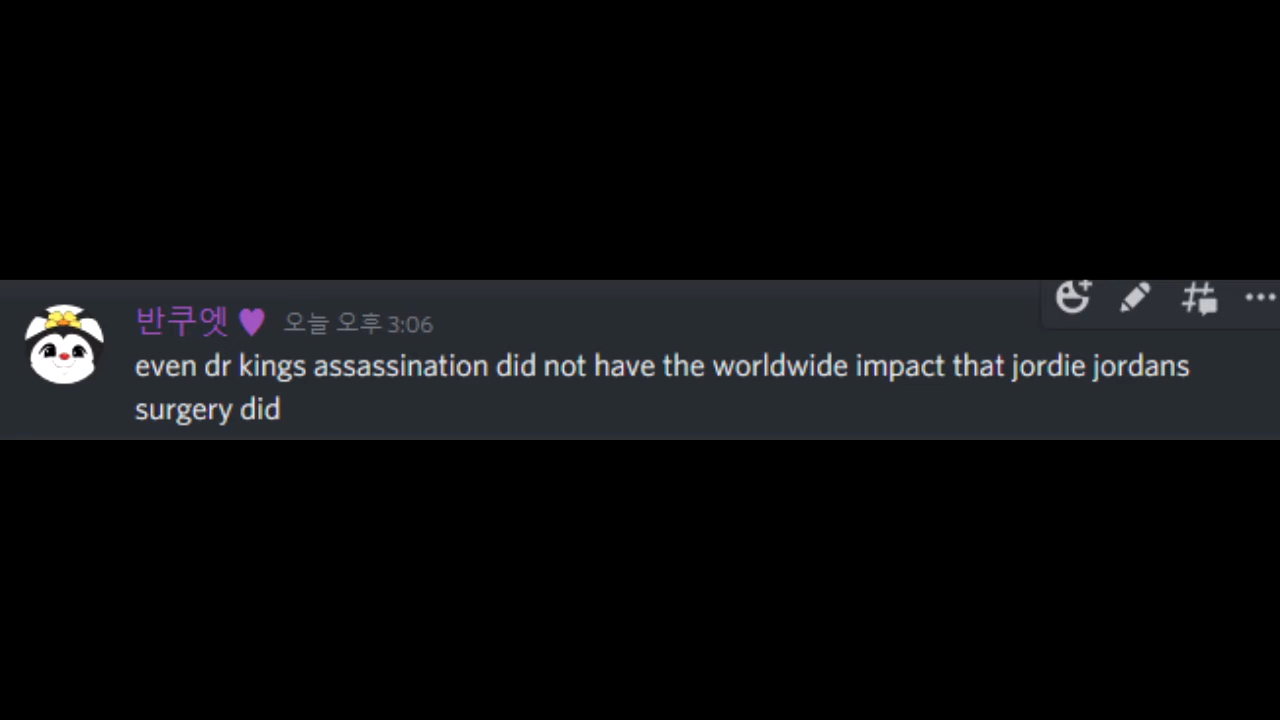 반쿠엣 ♥ 오늘 오후 3:06
even dr kings assassination did not have the worldwide impact that jordie jordans
surgery did